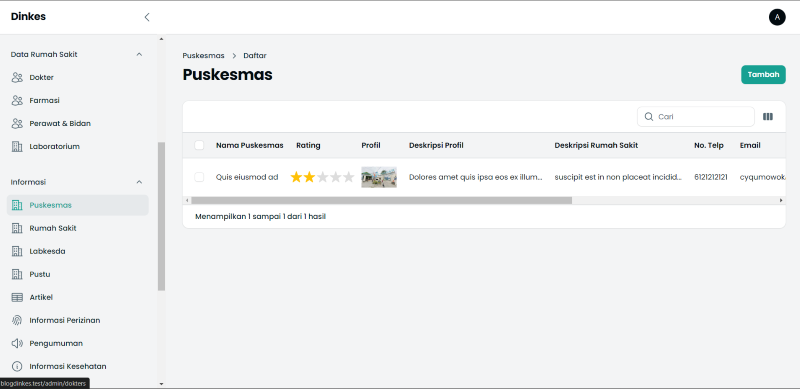 Dinkes
A
Data Rumah Sakit
Dokter
Farmasi
Perawat & Bidan
Laboratorium
Informasi
Puskesmas
Rumah Sakit
Labkesda
Pustu
Artikel
Informasi Perizinan
Pengumuman
Informasi Kesehatan
blogdinkes.test/admin/dokters
Puskesmas > Daftar
Puskesmas
Tambah
Cari
Nama Puskesmas Rating Profil Deskripsi Profil Deskripsi Rumah Sakit No. Telp Email
Quis eiusmod ad Dolores amet quis ipsa eos ex illum... suscipit est in non placeat incidid... 6121212121 cyqumowok
Menampilkan 1 sampai 1 dari 1 hasil